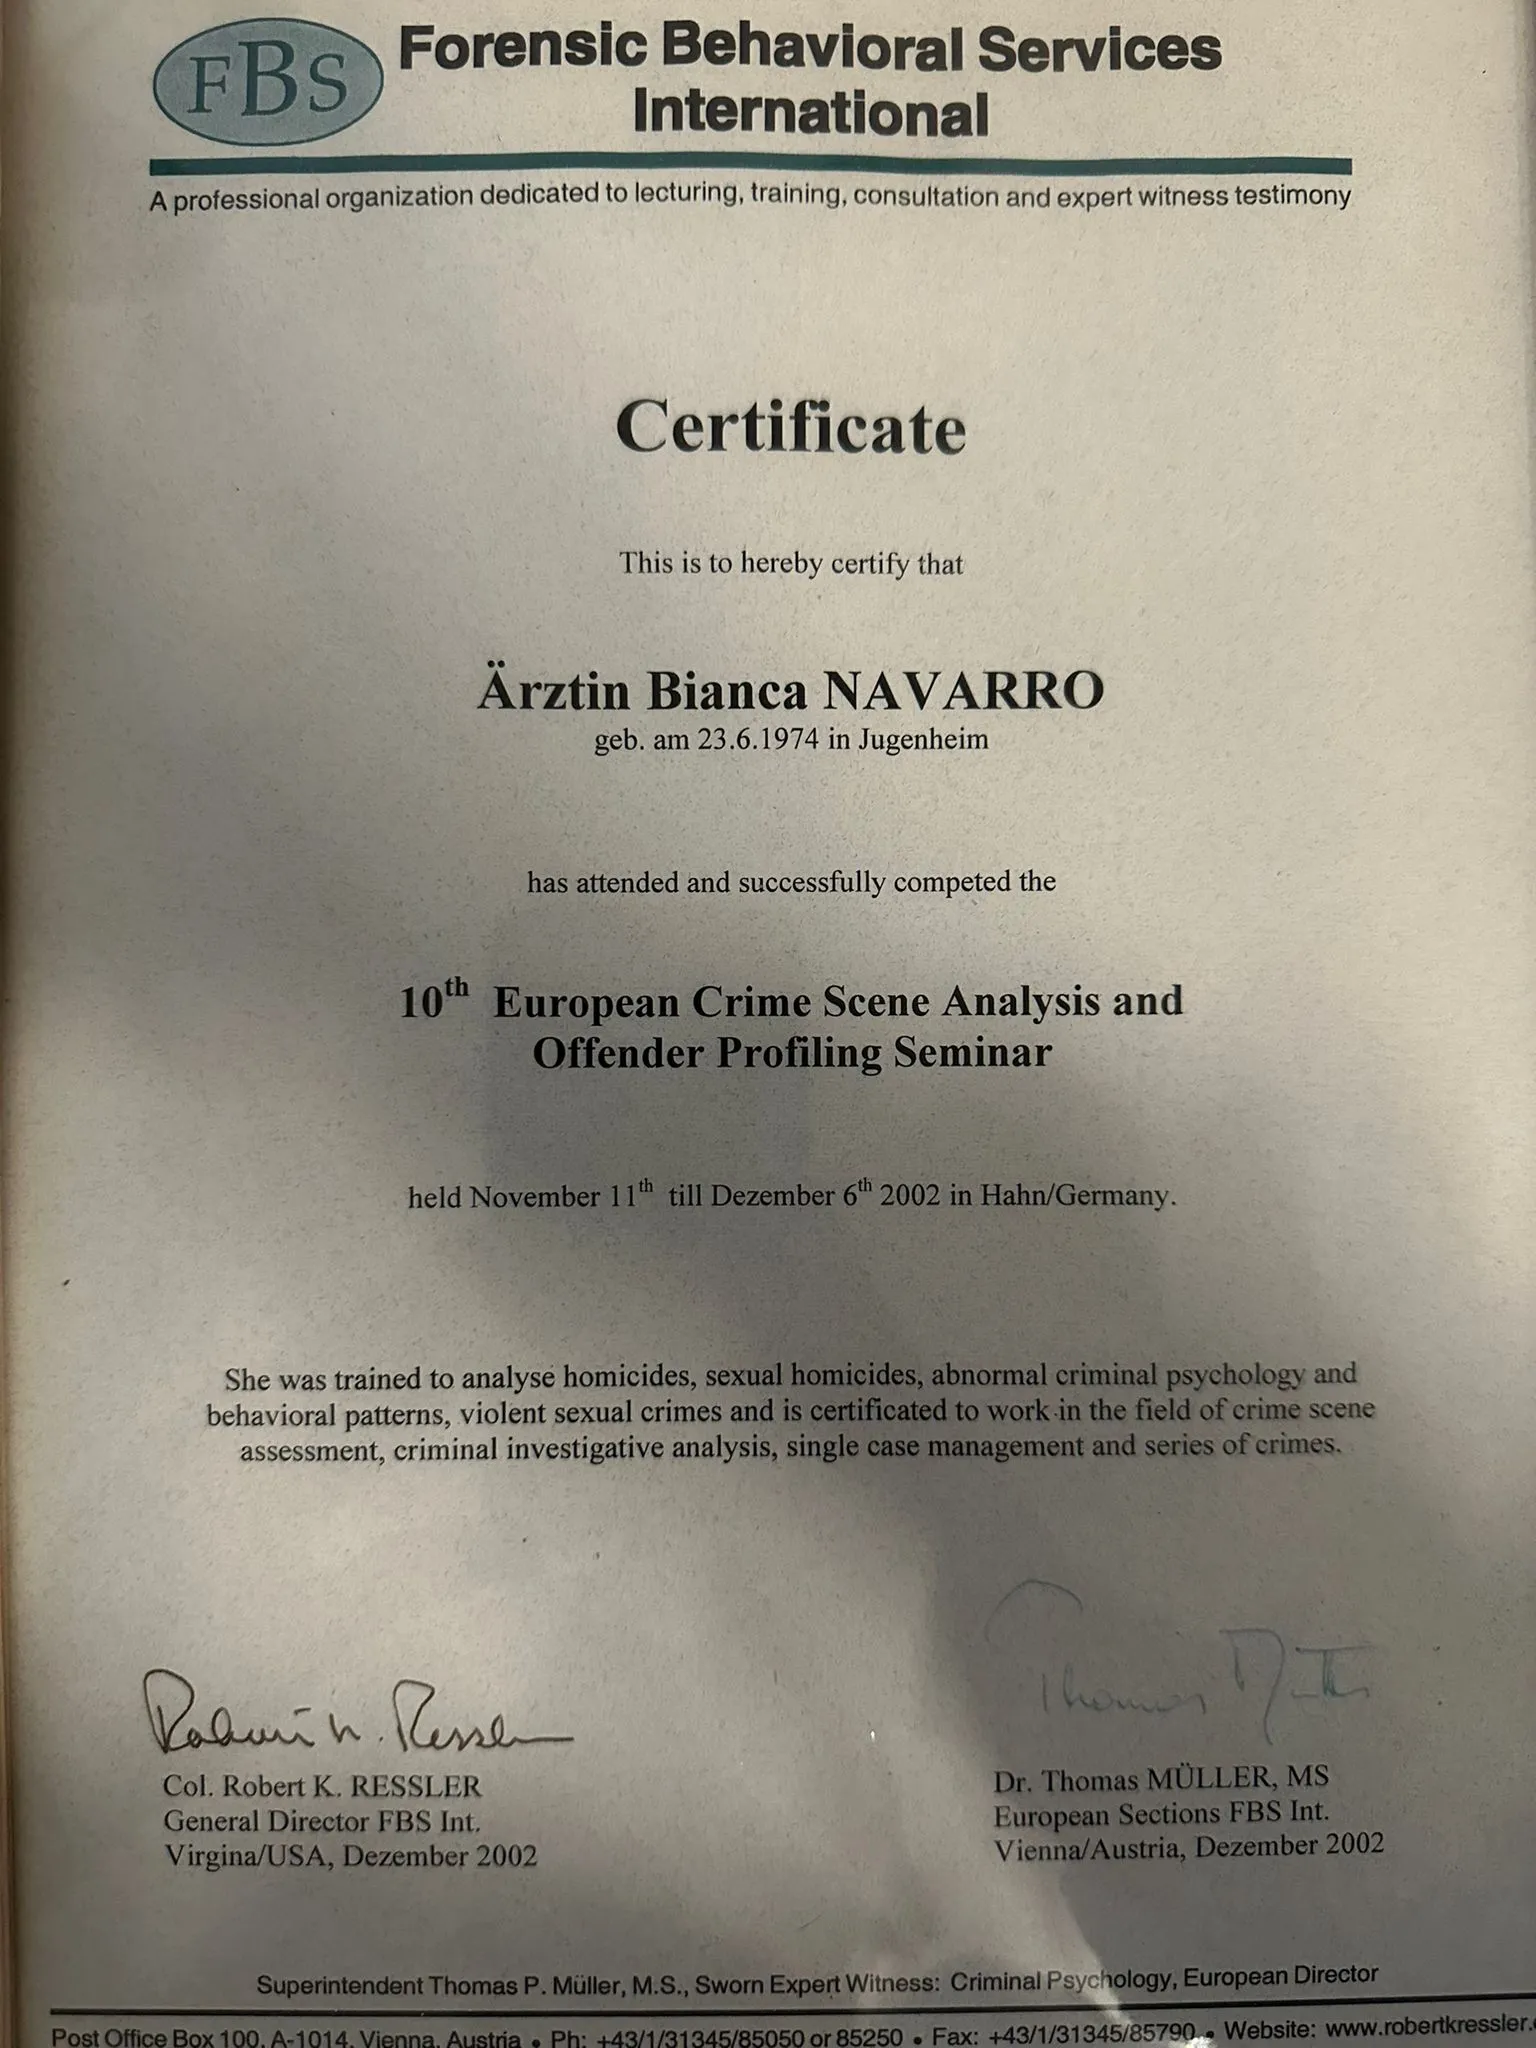 FBS
Forensic Behavioral Services
International
A professional organization dedicated to lecturing, training, consultation and expert witness testimony
Certificate
This is to hereby certify that
Ärztin Bianca NAVARRO
geb. am 23.6.1974 in Jugenheim
has attended and successfully competed the
10th European Crime Scene Analysis and
Offender Profiling Seminar
held November 11th till Dezember 6th 2002 in Hahn/Germany.
She was trained to analyse homicides, sexual homicides, abnormal criminal psychology and
behavioral patterns, violent sexual crimes and is certificated to work in the field of crime scene
assessment, criminal investigative analysis, single case management and series of crimes.
Robert K. Ressler
Thomas Müller
Col. Robert K. RESSLER
General Director FBS Int.
Virgina/USA, Dezember 2002
Dr. Thomas MÜLLER, MS
European Sections FBS Int.
Vienna/Austria, Dezember 2002
Superintendent Thomas P. Müller, M.S., Sworn Expert Witness: Criminal Psychology, European Director
Post Office Box 100, A-1014, Vienna, Austria • Ph: +43/1/31345/85050 or 85250 • Fax: +43/1/31345/85790 • Website: www.robertkressler.